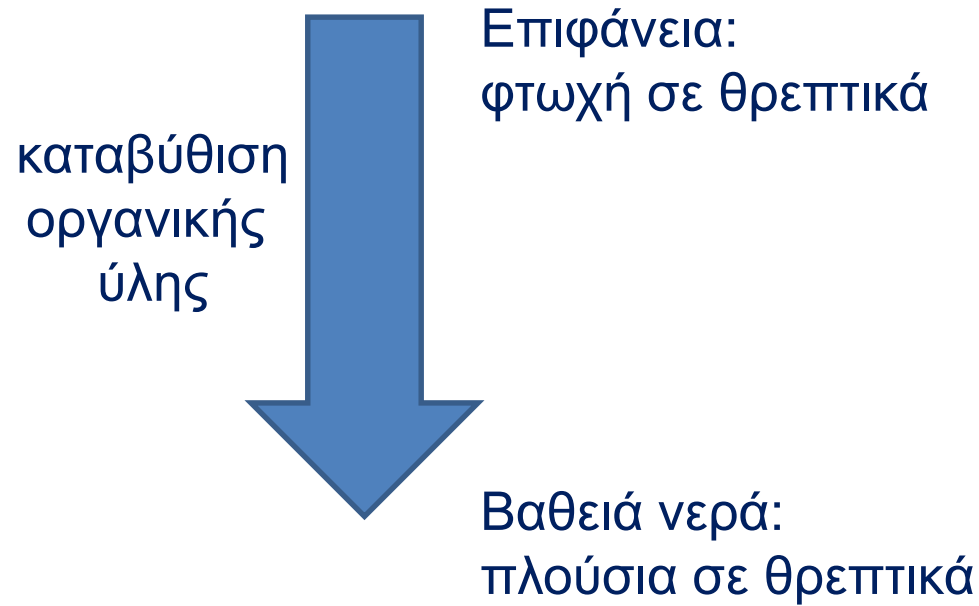 Επιφάνεια:
φτωχή σε θρεπτικά
καταβύθιση
οργανικής
ύλης
Βαθειά νερά:
πλούσια σε θρεπτικά